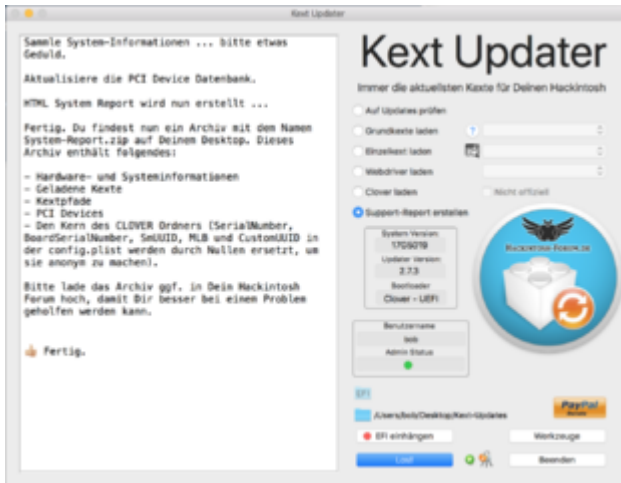 Kext Updater
Sammle System-Informationen ... bitte etwas
Geduld.
Aktualisiere die PCI Device Datenbank.
HTML System Report wird nun erstellt ...
Fertig. Du findest nun ein Archiv mit dem Namen
System-Report.zip auf Deinem Desktop. Dieses
Archiv enthält folgendes:
- Hardware- und Systeminformationen
- Geladene Kexte
- Kextpfade
- PCI Devices
- Den Kern des CLOVER Ordners (SerialNumber,
BoardSerialNumber, SmUUID, MLB und CustomUUID in
der config.plist werden durch Nullen ersetzt, um
sie anonym zu machen).
Bitte lade das Archiv ggf. in Dein Hackintosh
Forum hoch, damit Dir besser bei einem Problem
geholfen werden kann.
Fertig.
Kext Updater
Immer die aktuellsten Kexte für Deinen Hackintosh
Auf Updates prüfen
Grundkexte laden ?
Einzelkext laden
Webdriver laden
Clover laden
Nicht offiziell
Support-Report erstellen
System Version:
17G5019
Updater Version
2.7.3
Bootloader
Clover - UEFI
Hackintosh-Forum.de
Benutzername
bob
Admin Status
EFI
/Users/bob/Desktop/Kext-Updates
PayPal
EFI einhängen
Werkzeuge
Los!
Beenden